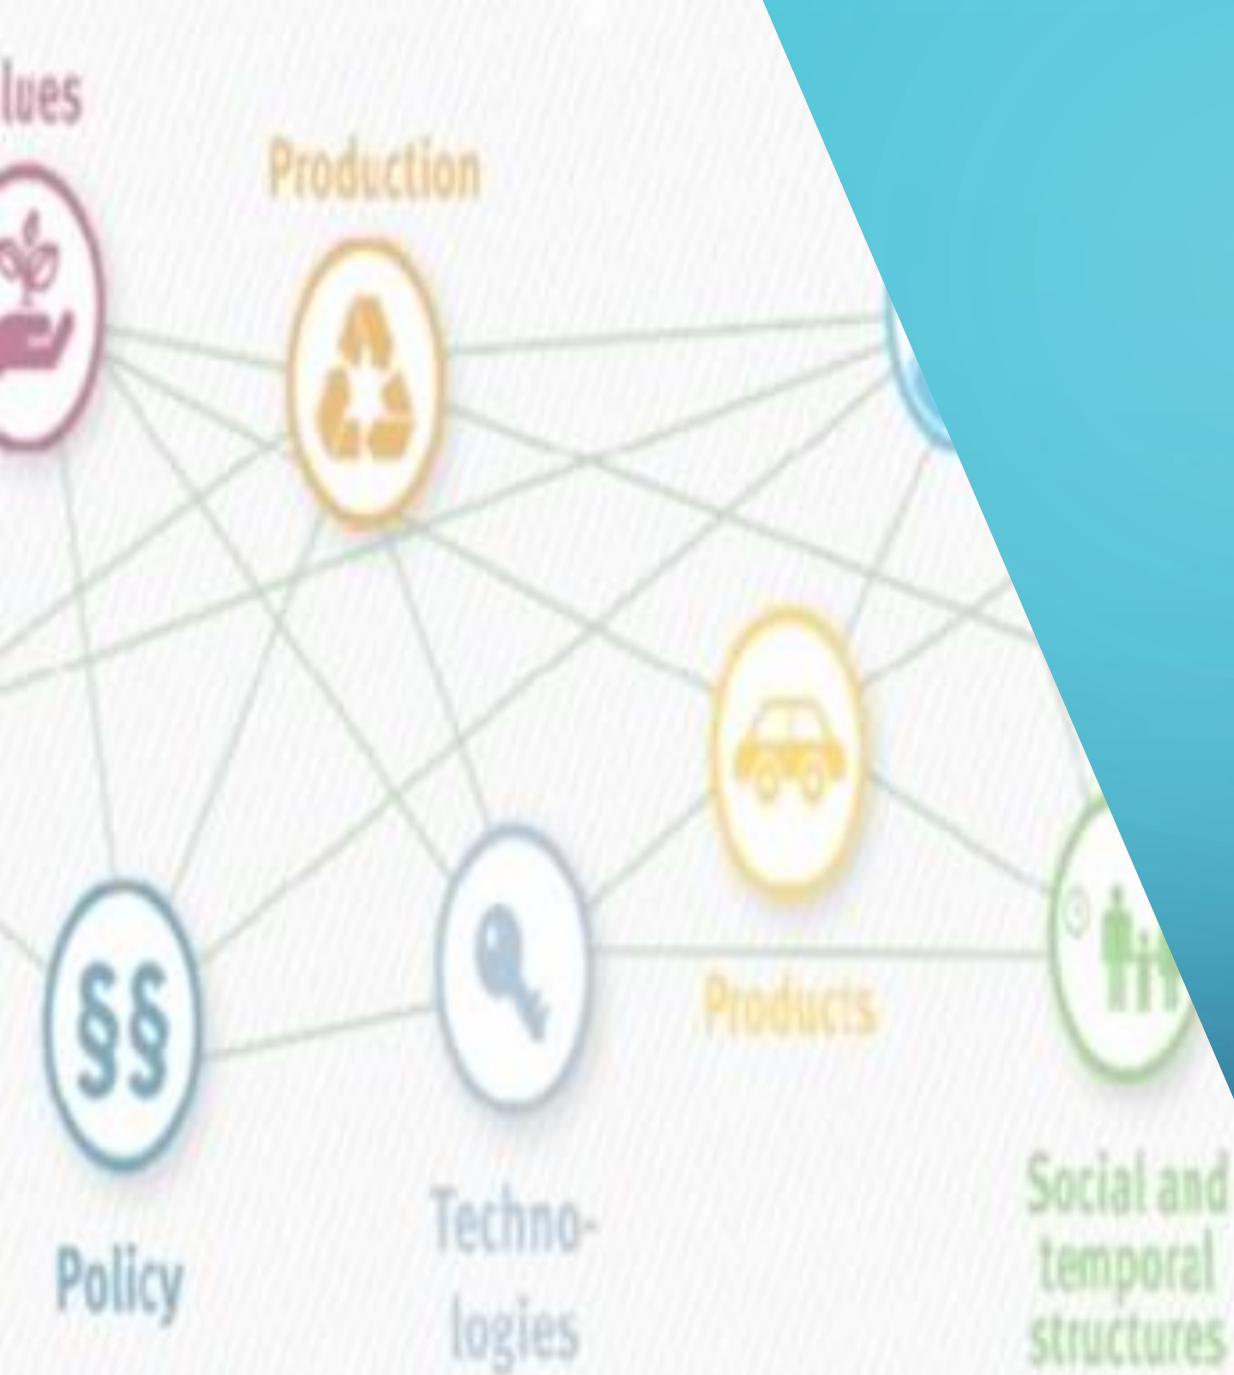 lues
Production
Products
§§
Policy
Techno-
logies
Social and
temporal
structures